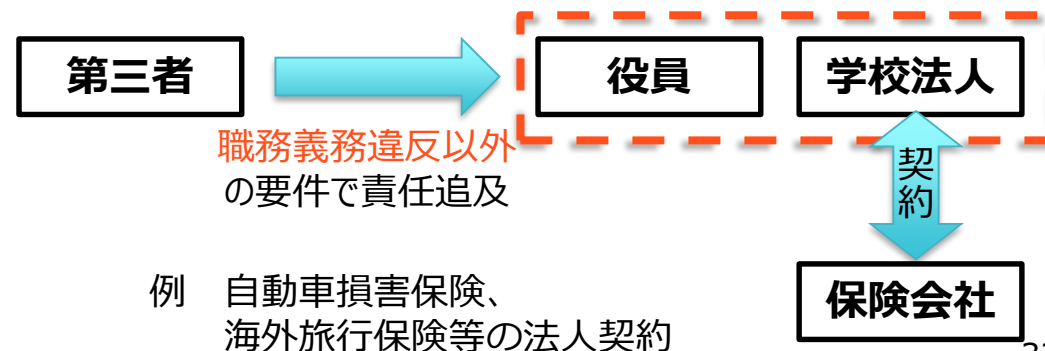 第三者
役員
学校法人
職務義務違反以外
の要件で責任追及
契約
例　自動車損害保険、
海外旅行保険等の法人契約
保険会社